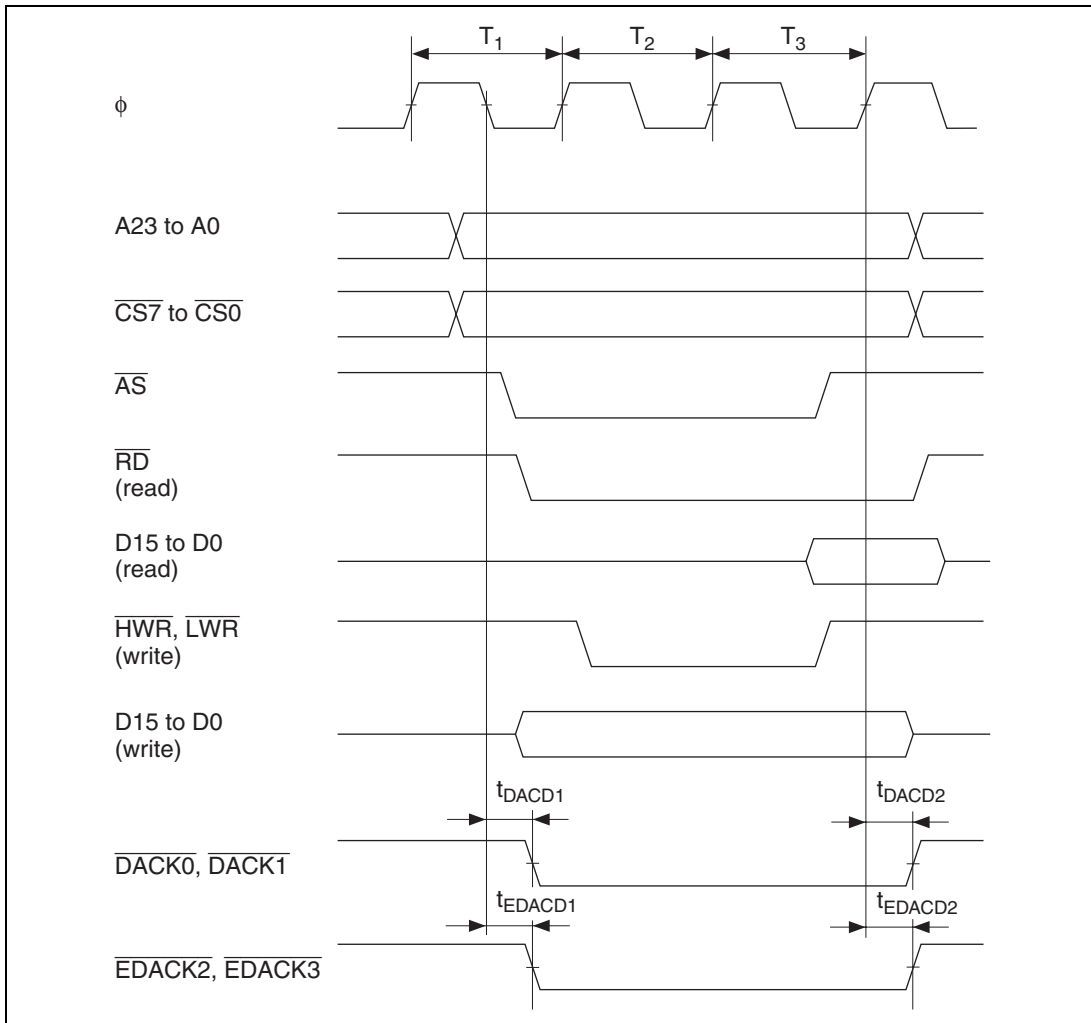 T1 T2 T3
ϕ
A23 to A0
CS7 to CS0
AS
RD
(read)
D15 to D0
(read)
HWR, LWR
(write)
D15 to D0
(write)
tDACD1 tDACD2
DACK0, DACK1
tEDACD1 tEDACD2
EDACK2, EDACK3